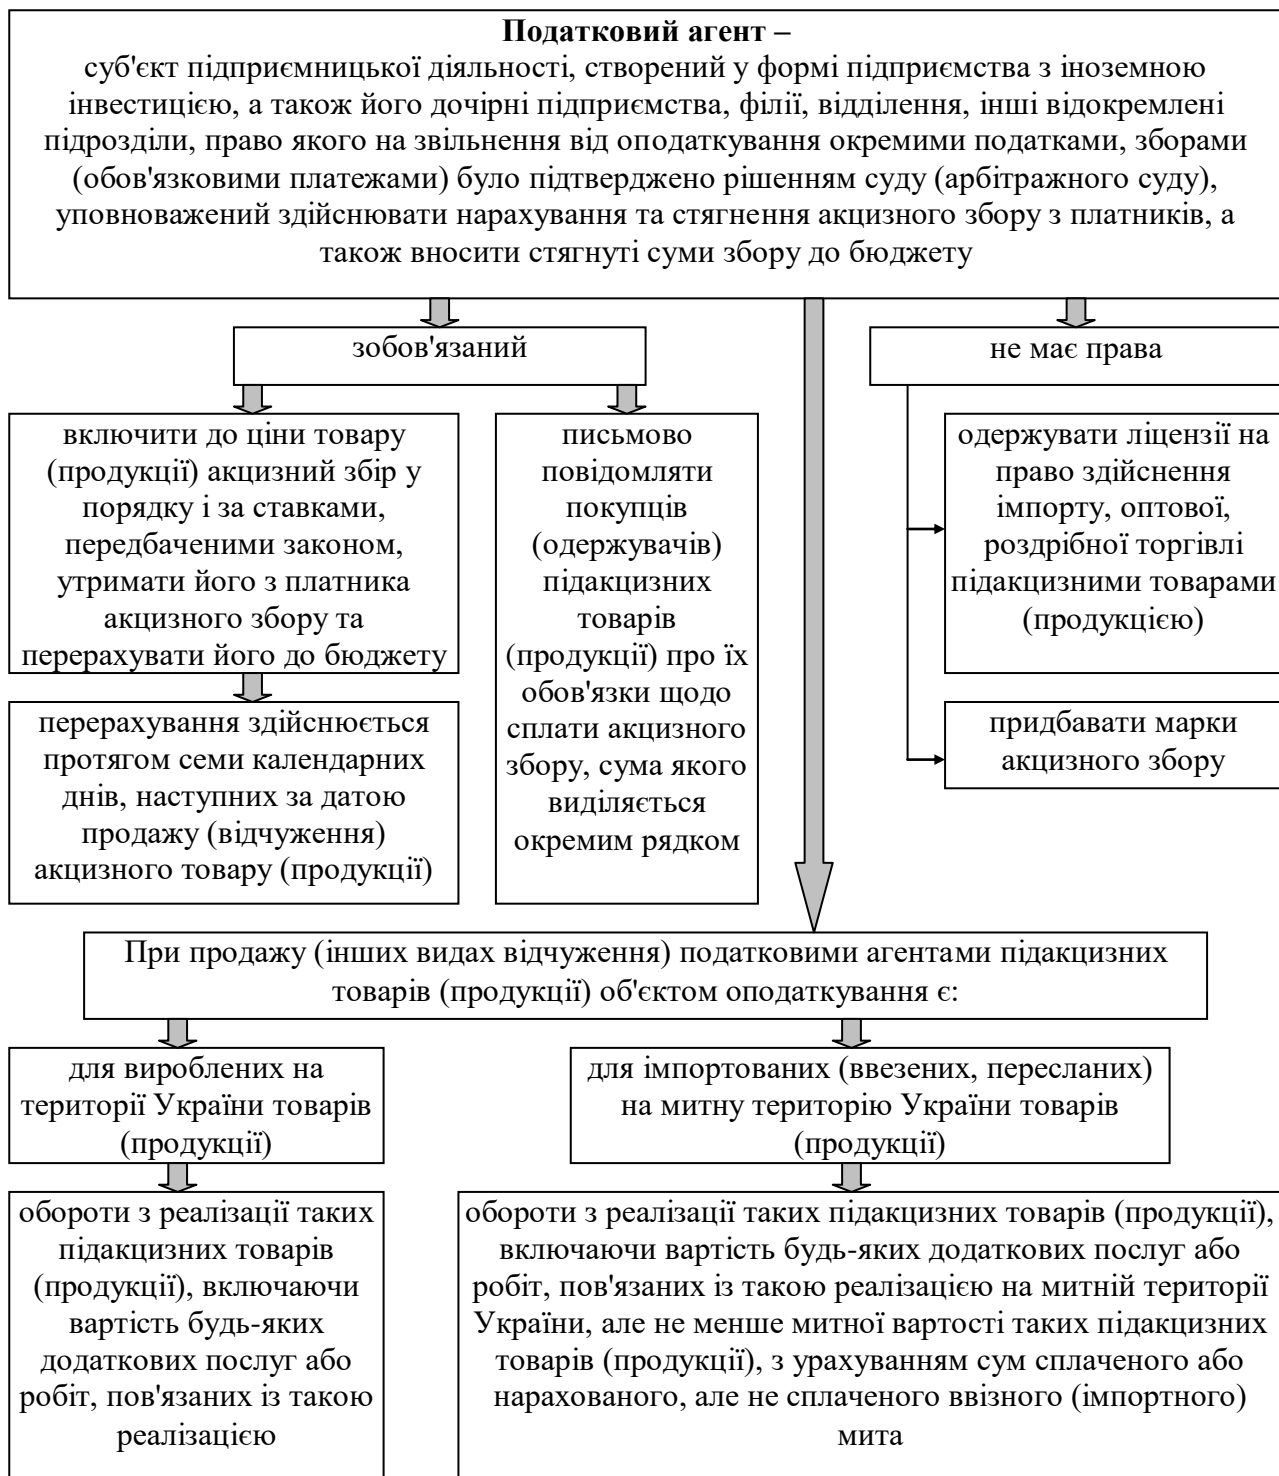 Податковий агент –
суб'єкт підприємницької діяльності, створений у формі підприємства з іноземною
інвестицією, а також його дочірні підприємства, філії, відділення, інші відокремлені
підрозділи, право якого на звільнення від оподаткування окремими податками, зборами
(обов'язковими платежами) було підтверджено рішенням суду (арбітражного суду),
уповноважений здійснювати нарахування та стягнення акцизного збору з платників, а
також вносити стягнуті суми збору до бюджету
зобов'язаний
не має права
включити до ціни товару
(продукції) акцизний збір у
порядку і за ставками,
передбаченими законом,
утримати його з платника
акцизного збору та
перерахувати його до бюджету
перерахування здійснюється
протягом семи календарних
днів, наступних за датою
продажу (відчуження)
акцизного товару (продукції)
письмово
повідомляти
покупців
(одержувачів)
підакцизних
товарів
(продукції) про їх
обов'язки щодо
сплати акцизного
збору, сума якого
виділяється
окремим рядком
одержувати ліцензії на
право здійснення
імпорту, оптової,
роздрібної торгівлі
підакцизними товарами
(продукцією)
придбавати марки
акцизного збору
При продажу (інших видах відчуження) податковими агентами підакцизних
товарів (продукції) об'єктом оподаткування є:
для вироблених на
території України товарів
(продукції)
обороти з реалізації таких
підакцизних товарів
(продукції), включаючи
вартість будь-яких
додаткових послуг або
робіт, пов'язаних із такою
реалізацією
для імпортованих (ввезених, пересланих)
на митну територію України товарів
(продукції)
обороти з реалізації таких підакцизних товарів (продукції),
включаючи вартість будь-яких додаткових послуг або
робіт, пов'язаних із такою реалізацією на митній території
України, але не менше митної вартості таких підакцизних
товарів (продукції), з урахуванням сум сплаченого або
нарахованого, але не сплаченого ввізного (імпортного)
мита